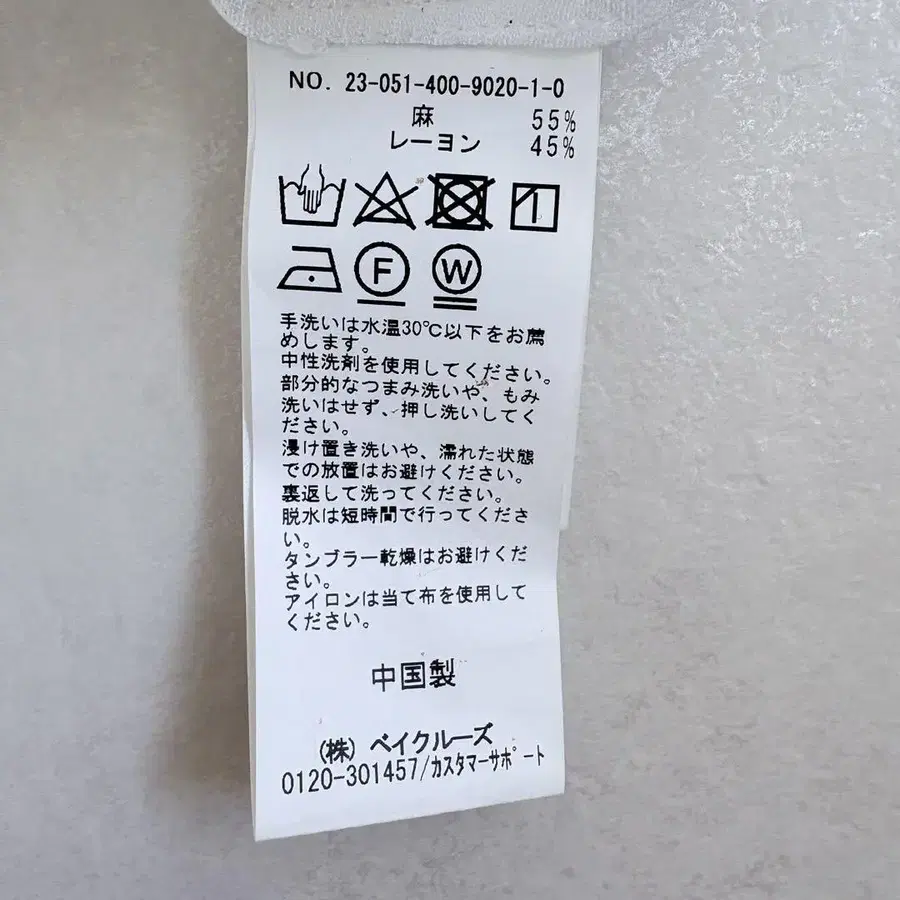 NO. 23-051-400-9020-1-0
麻 55%
レーヨン 45%
F W
手洗いは水温30℃以下をお薦
めします。
中性洗剤を使用してください。
部分的なつまみ洗いや、もみ
洗いはせず、押し洗いしてく
ださい。
浸け置き洗いや、濡れた状態
での放置はお避けください。
裏返して洗ってください。
脱水は短時間で行ってくださ
い。
タンブラー乾燥はお避けくだ
さい。
アイロンは当て布を使用して
ください。
中国製
(株) ベイクルーズ
0120-301457/カスタマーサポート